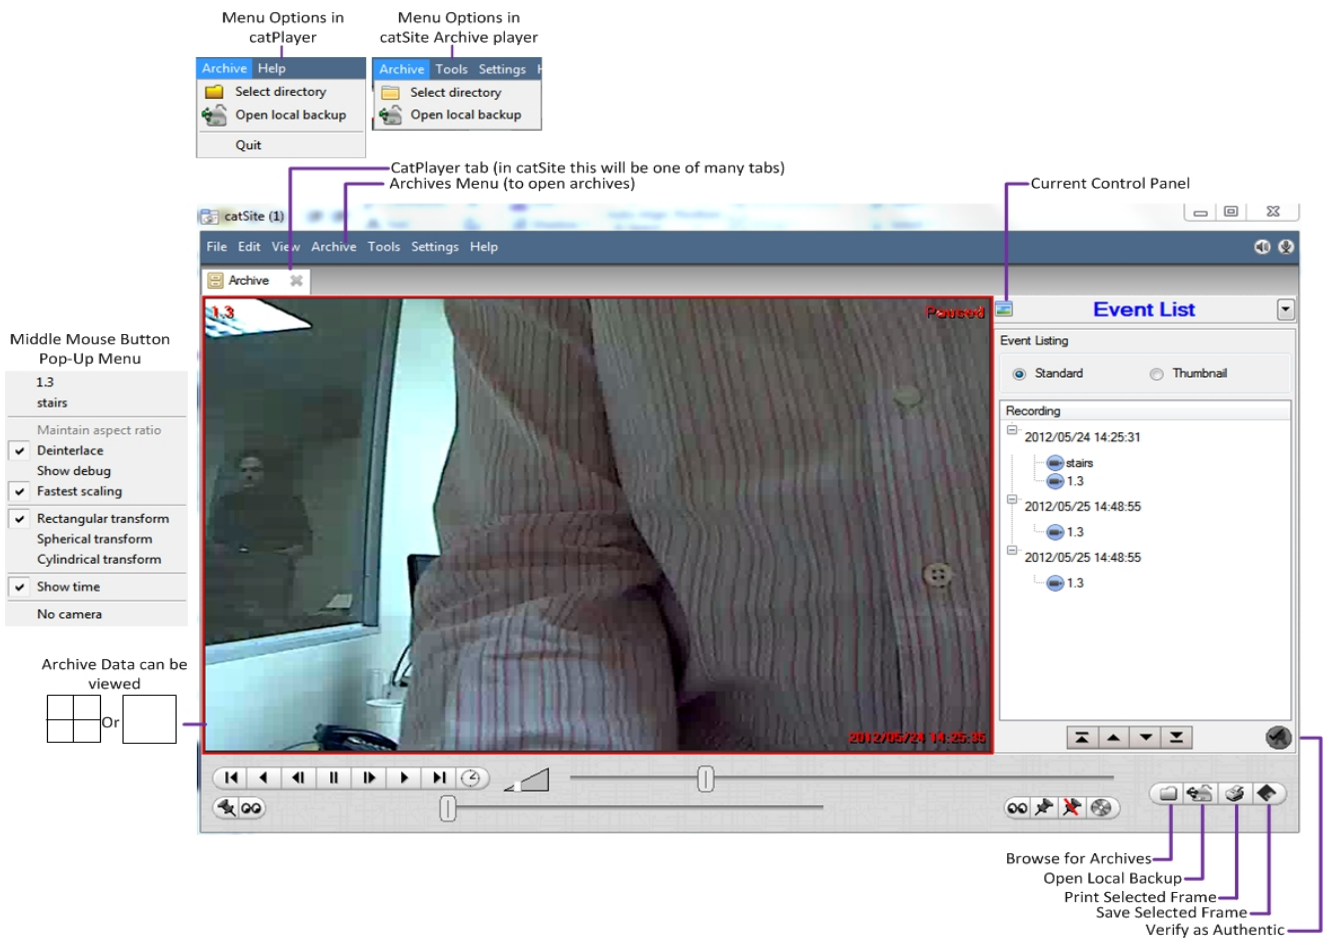 Menu Options in
catPlayer
Menu Options in
catSite Archive player
Archive Help
Select directory
Open local backup
Quit
Archive Tools Settings
Select directory
Open local backup
CatPlayer tab (in catSite this will be one of many tabs)
Archives Menu (to open archives)
Current Control Panel
catSite (1)
File Edit View Archive Tools Settings Help
Archive
1.3
Paused
2012/05/24 14:25:35
Event List
Event Listing
Standard
Thumbnail
Recording
2012/05/24 14:25:31
stairs
1.3
2012/05/25 14:48:55
1.3
2012/05/25 14:48:55
1.3
Middle Mouse Button
Pop-Up Menu
1.3
stairs
Maintain aspect ratio
Deinterlace
Show debug
Fastest scaling
Rectangular transform
Spherical transform
Cylindrical transform
Show time
No camera
Archive Data can be
viewed
Or
Browse for Archives
Open Local Backup
Print Selected Frame
Save Selected Frame
Verify as Authentic